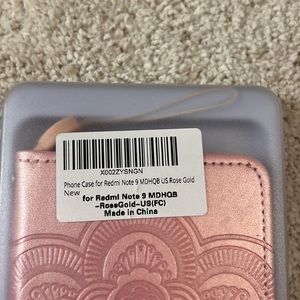 X002ZYSNGN
Phone Case for Redmi Note 9 MDHQB US Rose Gold
New
for Redmi Note 9 MDHQB
-RoseGold-US(FC)
Made in China